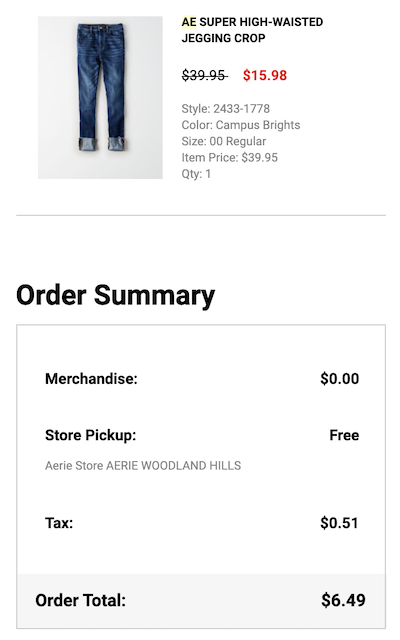 AE SUPER HIGH-WAISTED
JEGGING CROP
$39.95 $15.98
Style: 2433-1778
Color: Campus Brights
Size: 00 Regular
Item Price: $39.95
Qty: 1
Order Summary
Merchandise: $0.00
Store Pickup: Free
Aerie Store AERIE WOODLAND HILLS
Tax: $0.51
Order Total: $6.49